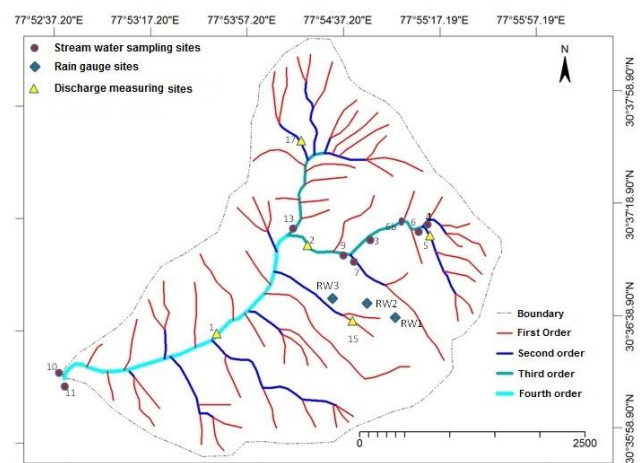 77°52'37.20"E 77°53'17.20"E 77°53'57.20"E 77°54'37.20"E 77°55'17.19"E 77°55'57.19"E
Stream water sampling sites
Rain gauge sites
Discharge measuring sites
N
30°37'58.90"N
17
30°37'18.90"N
13
2
9
7
3
6b
6
4
5
RW3
RW2
RW1
15
1
10
11
30°36'38.80"N
Boundary
First Order
Second order
Third order
Fourth order
30°35'58.80"N
0 2500